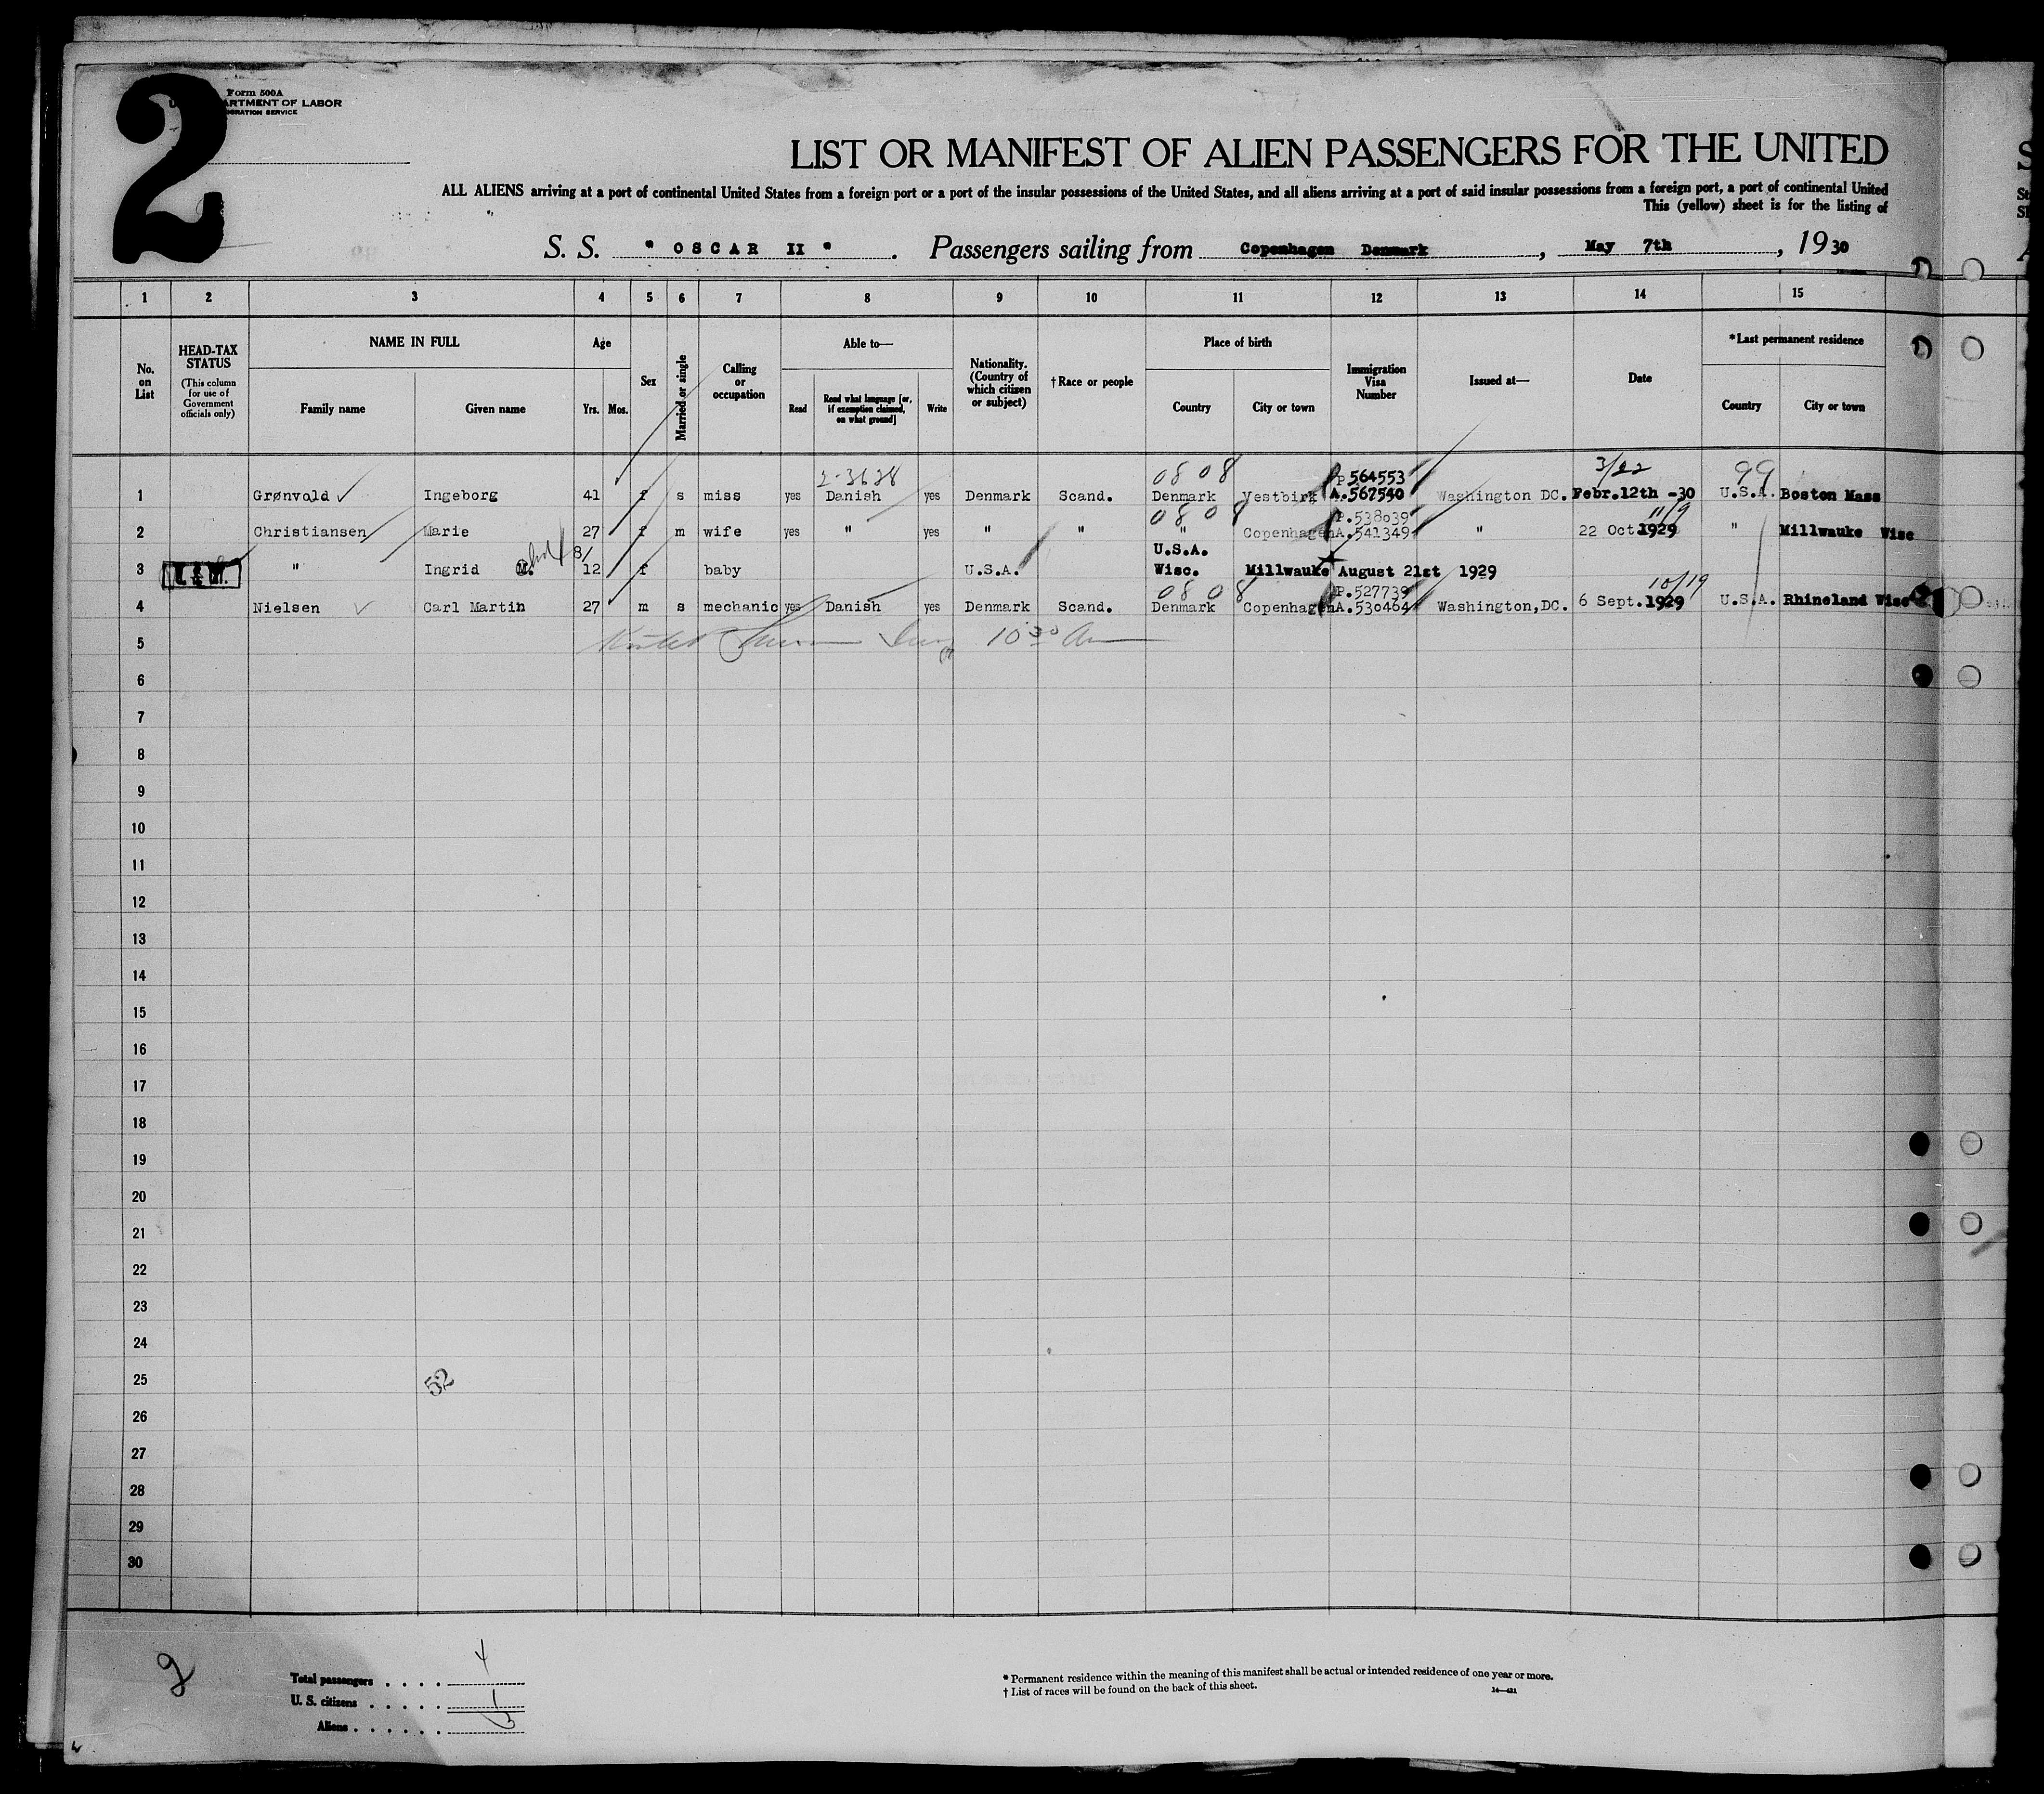 2
Form 500A
ARTMENT OF LABOR
GRATION SERVICE
LIST OR MANIFEST OF ALIEN PASSENGERS FOR THE UNITED
ALL ALIENS arriving at a port of continental United States from a foreign port or a port of the insular possessions of the United States, and all aliens arriving at a port of said insular possessions from a foreign port, a port of continental United
This (yellow) sheet is for the listing of
S. S. " OSCAR II " . Passengers sailing from Copenhagen Denmark , May 7th , 1930
1 2 3 4 5 6 7 8 9 10 11 12 13 14 15
No. on List
HEAD-TAX STATUS
(This column for use of Government officials only)
NAME IN FULL
Family name
Given name
Age
Yrs. Mos.
Sex
Married or single
Calling or occupation
Able to—
Read
Read what language [or, if exemption claimed, on what ground]
Write
Nationality. (Country of which citizen or subject)
† Race or people
Place of birth
Country
City or town
Immigration Visa Number
Issued at—
Date
*Last permanent residence
Country
City or town
2-3628 0808 P 564553 3/22 99
1 Grønvold Ingeborg 41 f s miss yes Danish yes Denmark Scand. Denmark Vestbirk A.567540 Washington DC. Febr.12th -30 U.S.A. Boston Mass
0808 P.538039 11/9
2 Christiansen Marie 27 f m wife yes " yes " " " Copenhagen A.541349 " 22 Oct 1929 " Millwauke Wisc
8/ U.S.A.
3 " Ingrid M. 12 f baby U.S.A. Wisc. Millwauke August 21st 1929
0808 P.527739 10/19
4 Nielsen Carl Martin 27 m s mechanic yes Danish yes Denmark Scand. Denmark Copenhagen A.530464 Washington,DC. 6 Sept.1929 U.S.A. Rhineland Wisc
5 10 30
6
7
8
9
10
11
12
13
14
15
16
17
18
19
20
21
22
23
24
25 52
26
27
28
29
30
2
Total passengers . . . . 4
U. S. citizens . . . . . 1
Aliens . . . . . . 3
* Permanent residence within the meaning of this manifest shall be actual or intended residence of one year or more.
† List of races will be found on the back of this sheet.
14—431